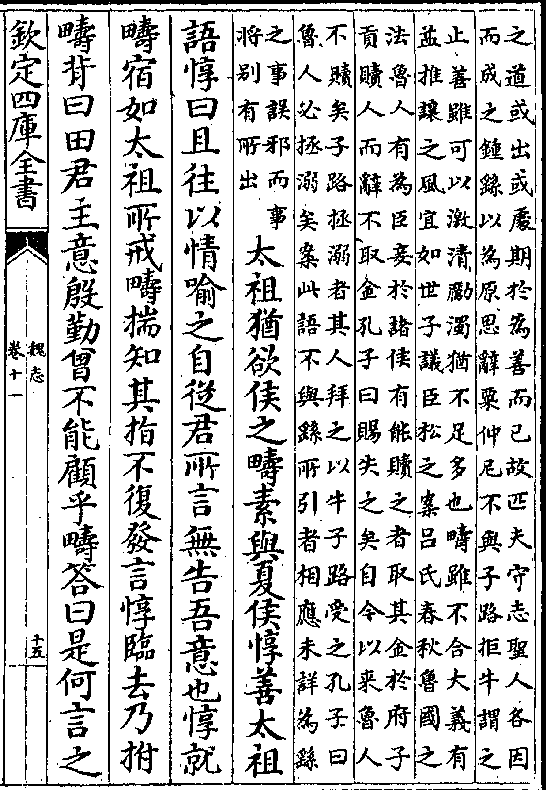 之道或出或處期於為善而已故匹夫守志聖人各因
而成之鍾繇以為原思辭粟仲尼不與子路拒牛謂之
止善雖可以激清勵濁猶不足多也疇雖不合大義有
益推讓之風宜如世子議臣松之案吕氏春秋魯國之
法魯人有為臣妾於諸侯有能贖之者取其金於府子
貢贖人而辭不取金孔子曰賜失之矣自今以來魯人
不贖矣子路拯溺者其人拜之以牛子路受之孔子曰
魯人必拯溺矣案此語不與繇所引者相應未詳為繇
之事誤邪而事
将别有所出
太祖猶欲侯之疇素與夏侯惇善太祖
語惇曰且往以情喻之自從君所言無告吾意也惇就
疇宿如太祖所戒疇揣知其指不復發言惇臨去乃拊
疇背曰田君主意殷勤曾不能顧乎疇答曰是何言之
欽定四庫全書
魏志
卷十一
十五